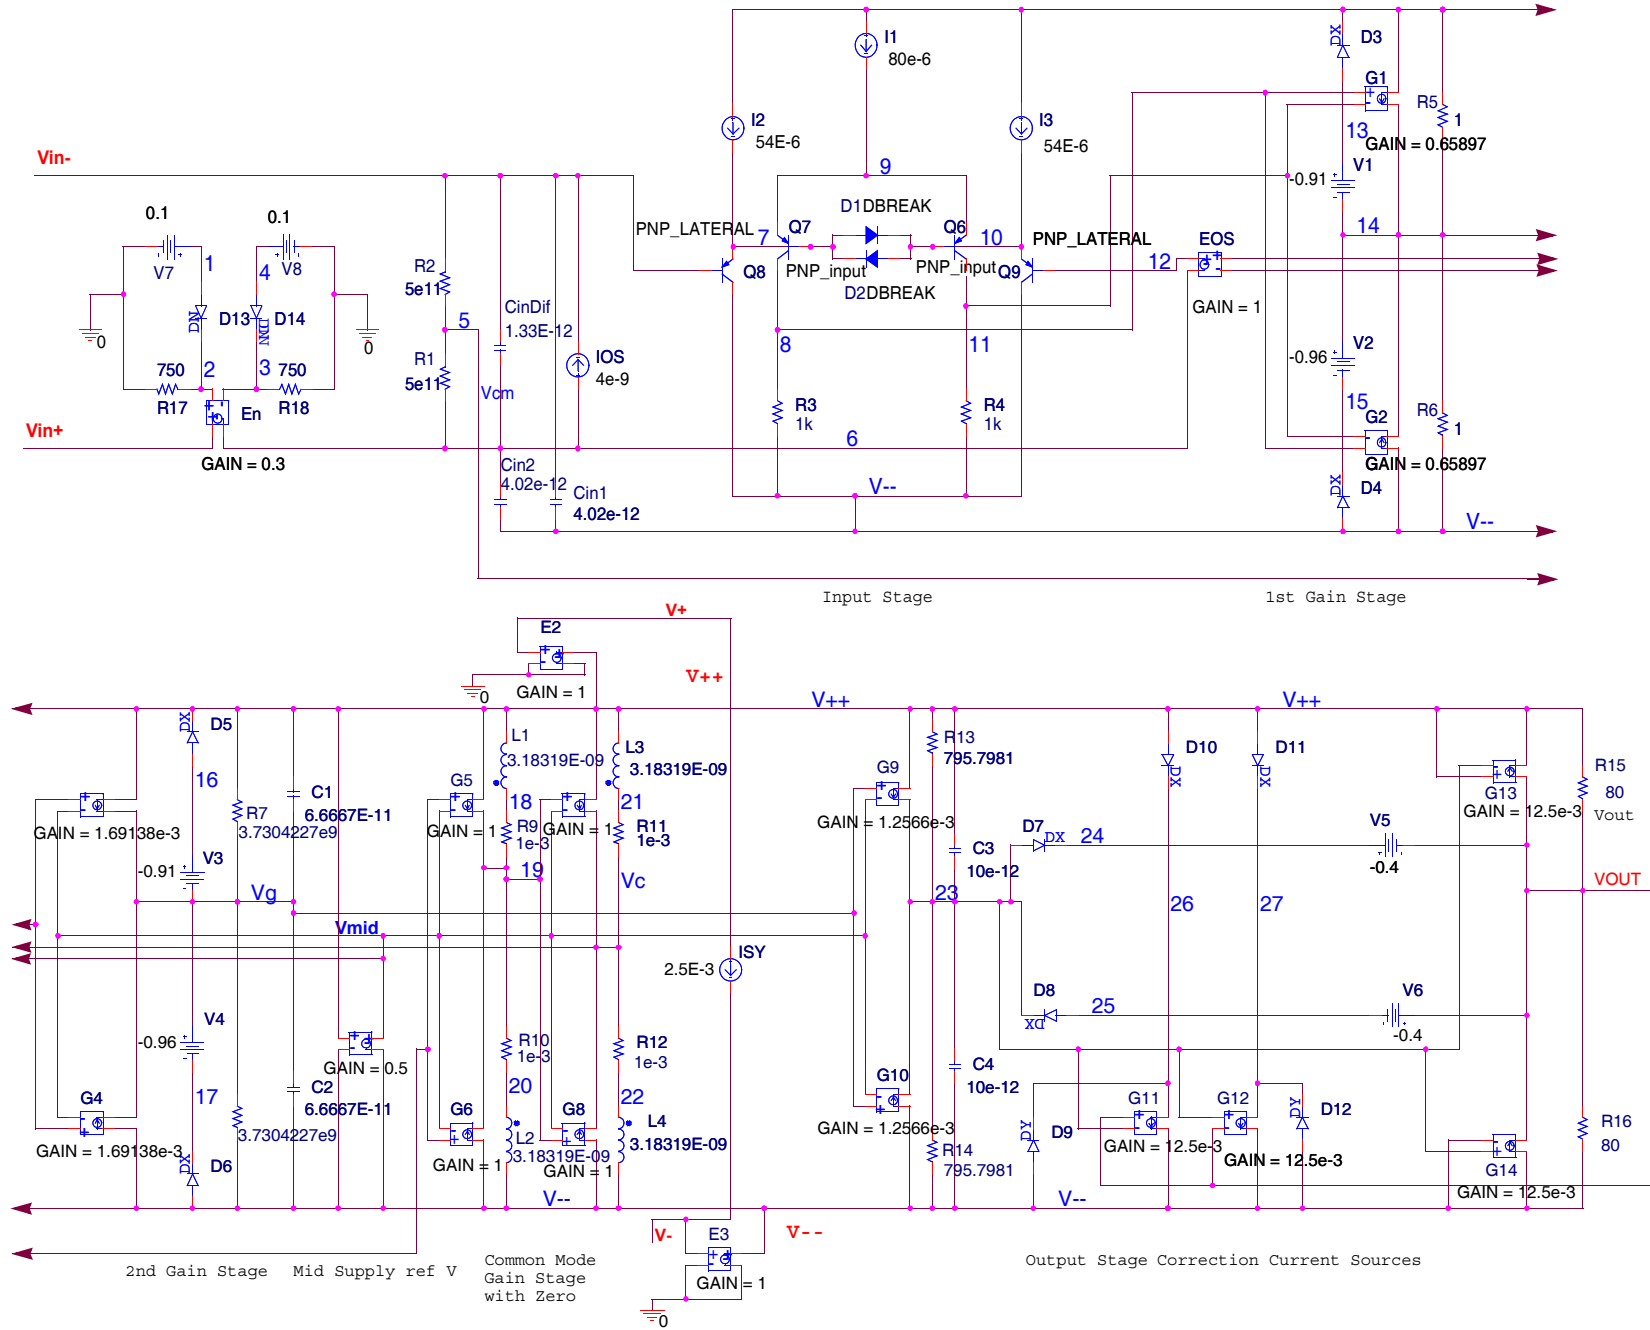 I1
80e-6
I2
54E-6
I3
54E-6
DX
D3
G1
13
GAIN = 0.65897
R5
1
Vin-
9
D1DBREAK
PNP_LATERAL
7
Q7
Q6
10
PNP_LATERAL
-0.91
V1
14
0.1
V7
1
0.1
V8
4
R2
5e11
Q8
PNP_input
PNP_input
Q9
D2DBREAK
12
EOS
GAIN = 1
0
DN
D13
D14
DN
0
CinDif
1.33E-12
5
R1
5e11
Vcm
IOS
4e-9
8
11
V2
-0.96
15
750
R17
2
3
750
R18
En
GAIN = 0.3
R3
1k
R4
1k
R6
1
G2
GAIN = 0.65897
Vin+
6
Cin2
4.02e-12
Cin1
4.02e-12
V--
DX
D4
V--
Input Stage
1st Gain Stage
V+
E2
GAIN = 1
0
V++
V++
V++
DX
D5
16
R7
3.7304227e9
C1
6.6667E-11
GAIN = 1.69138e-3
V3
-0.91
Vg
Vmid
L1
3.18319E-09
L3
3.18319E-09
G5
GAIN = 1
18
R9
1e-3
GAIN = 1
21
R11
1e-3
19
Vc
G9
GAIN = 1.2566e-3
R13
795.7981
C3
10e-12
D7
DX
24
V5
-0.4
23
D10
DX
D11
DX
26
27
G13
GAIN = 12.5e-3
R15
80
Vout
VOUT
ISY
2.5E-3
V4
-0.96
17
GAIN = 0.5
C2
6.6667E-11
G4
GAIN = 1.69138e-3
3.7304227e9
DX
D6
R10
1e-3
20
R12
1e-3
22
G6
GAIN = 1
L2
3.18319E-09
G8
GAIN = 1
L4
3.18319E-09
V--
D8
DX
25
V6
-0.4
C4
10e-12
G10
GAIN = 1.2566e-3
R14
795.7981
DY
D9
G11
GAIN = 12.5e-3
G12
GAIN = 12.5e-3
DY
D12
G14
GAIN = 12.5e-3
R16
80
V--
V-
E3
GAIN = 1
0
V--
2nd Gain Stage
Mid Supply ref V
Common Mode
Gain Stage
with Zero
Output Stage Correction Current Sources